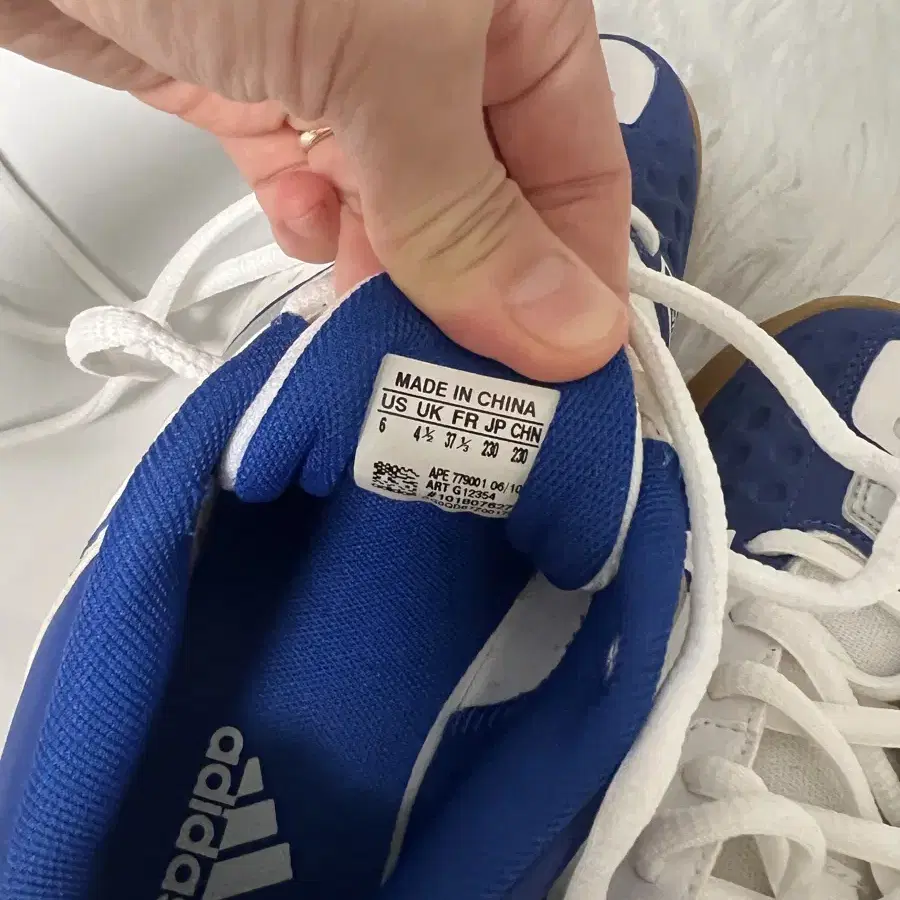 MADE IN CHINA
US UK FR JP CHN
6 4½ 37⅓ 230 230
APE 779001 06/10
ART G12354
#101807627
adidas